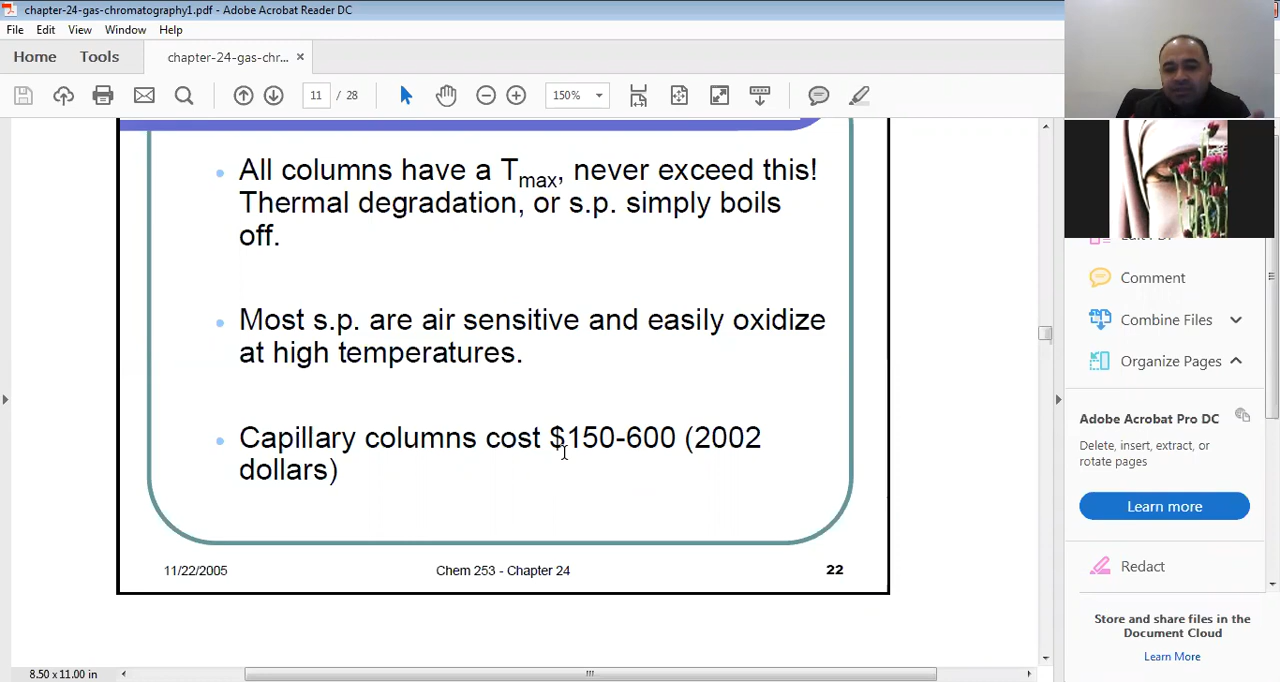 chapter-24-gas-chromatography1.pdf - Adobe Acrobat Reader DC
File Edit View Window Help
Home Tools chapter-24-gas-chr... ×
11 / 28 150%
All columns have a Tmax, never exceed this!
Thermal degradation, or s.p. simply boils
off.
Most s.p. are air sensitive and easily oxidize
at high temperatures.
Capillary columns cost $150-600 (2002
dollars)
11/22/2005 Chem 253 - Chapter 24 22
8.50 x 11.00 in
Comment
Combine Files
Organize Pages
Adobe Acrobat Pro DC
Delete, insert, extract, or
rotate pages
Learn more
Redact
Store and share files in the
Document Cloud
Learn More